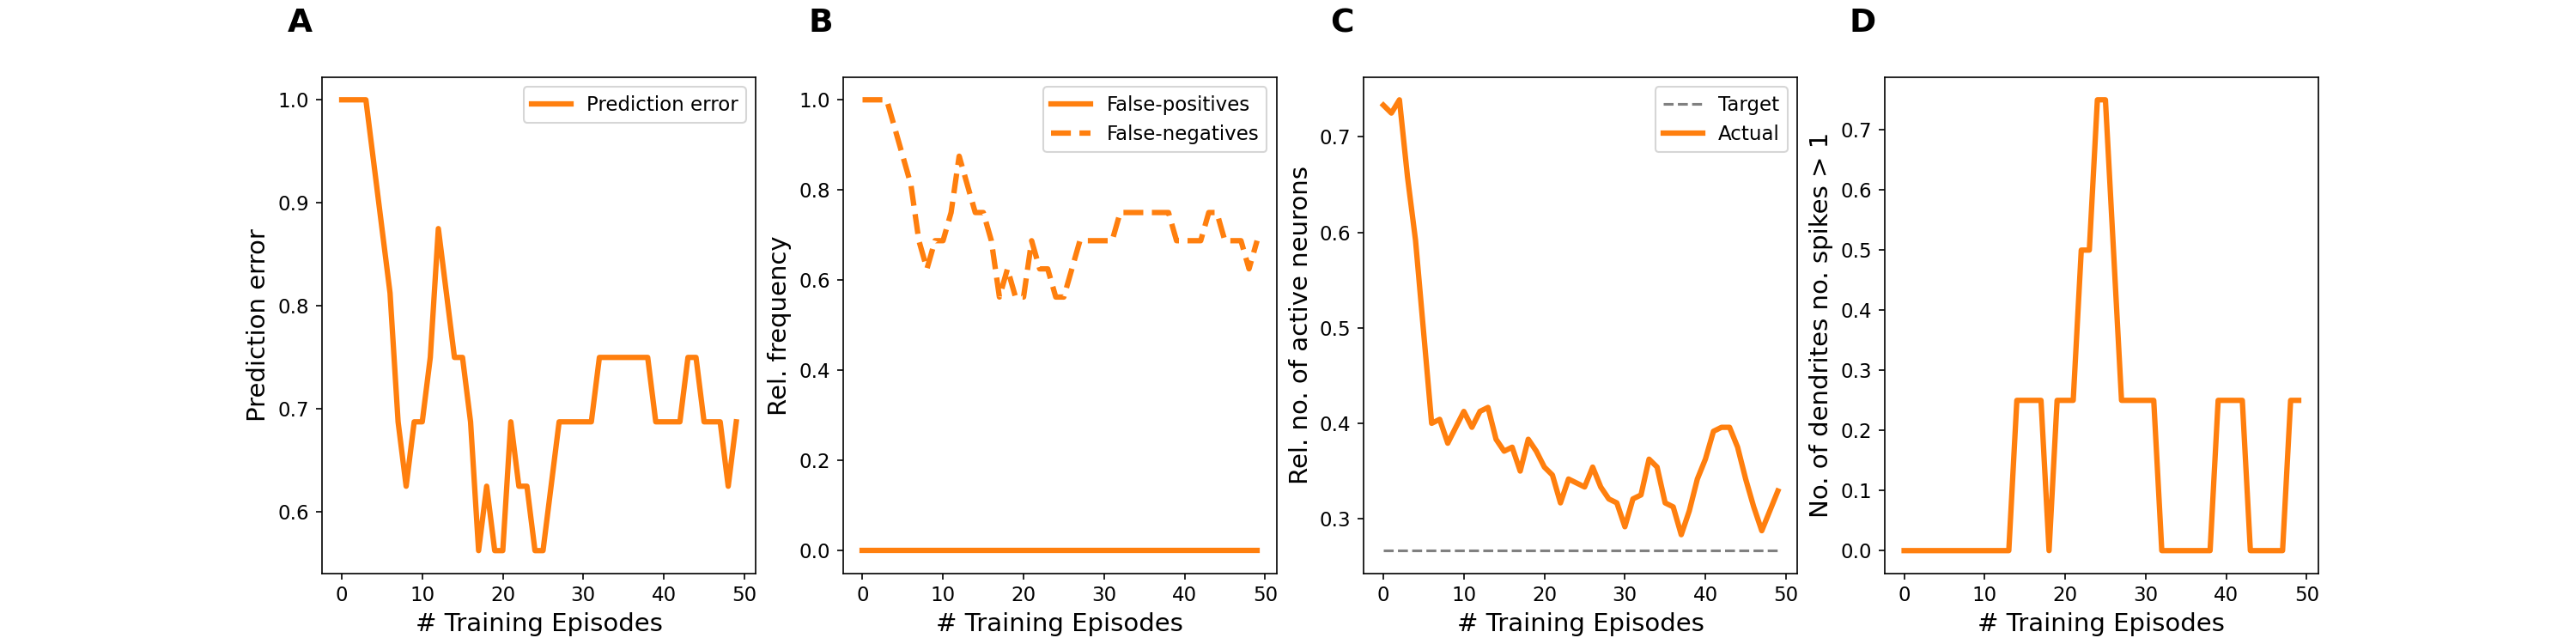 A
Prediction error
1.0
0.9
0.8
0.7
0.6
0 10 20 30 40 50
# Training Episodes
Prediction error
B
Rel. frequency
1.0
0.8
0.6
0.4
0.2
0.0
0 10 20 30 40 50
# Training Episodes
False-positives
False-negatives
C
Rel. no. of active neurons
0.7
0.6
0.5
0.4
0.3
0 10 20 30 40 50
# Training Episodes
Target
Actual
D
No. of dendrites no. spikes > 1
0.7
0.6
0.5
0.4
0.3
0.2
0.1
0.0
0 10 20 30 40 50
# Training Episodes